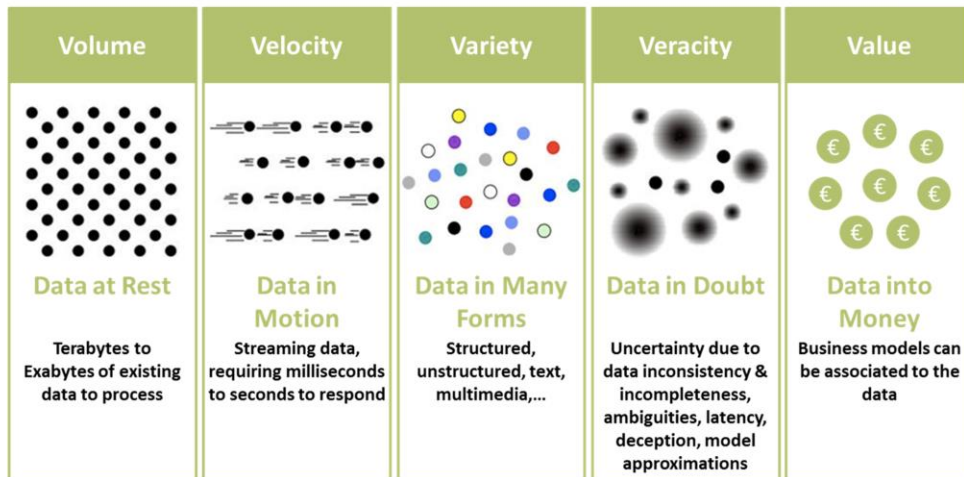 Volume
Velocity
Variety
Veracity
Value
€
€
€
€
€
€
€
€
Data at Rest
Data in
Motion
Data in Many
Forms
Data in Doubt
Data into
Money
Terabytes to
Exabytes of existing
data to process
Streaming data,
requiring milliseconds
to seconds to respond
Structured,
unstructured, text,
multimedia,...
Uncertainty due to
data inconsistency &
incompleteness,
ambiguities, latency,
deception, model
approximations
Business models can
be associated to the
data